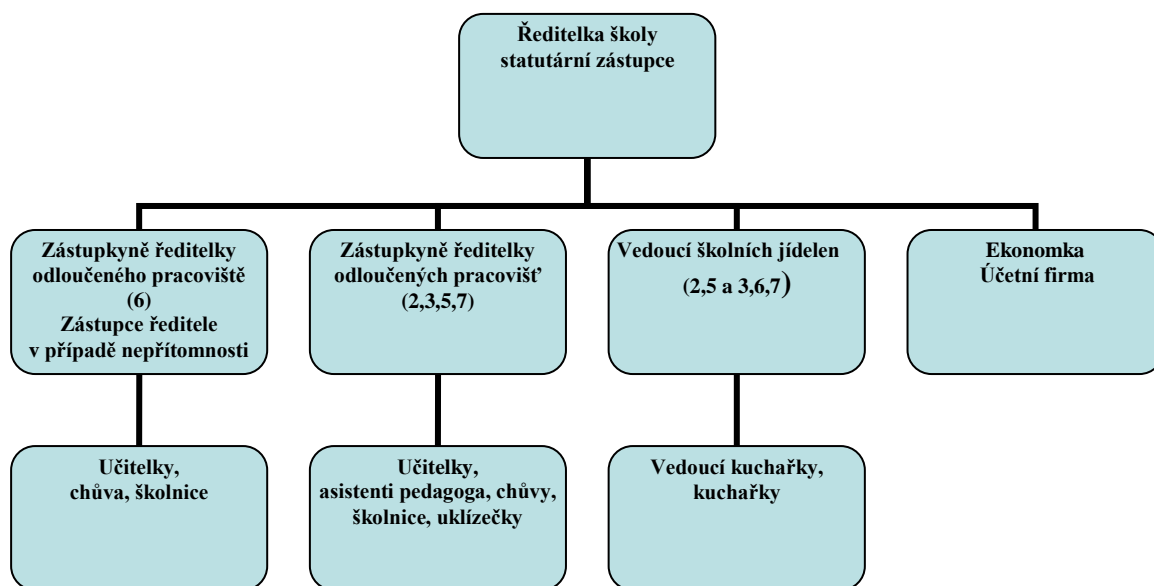 Ředitelka školy
statutární zástupce
Zástupkyně ředitelky
odloučeného pracoviště
(6)
Zástupce ředitele
v případě nepřítomnosti
Zástupkyně ředitelky
odloučených pracovišť
(2,3,5,7)
Vedoucí školních jídelen
(2,5 a 3,6,7)
Ekonomka
Účetní firma
Učitelky,
chůva, školnice
Učitelky,
asistenti pedagoga, chůvy,
školnice, uklízečky
Vedoucí kuchařky,
kuchařky